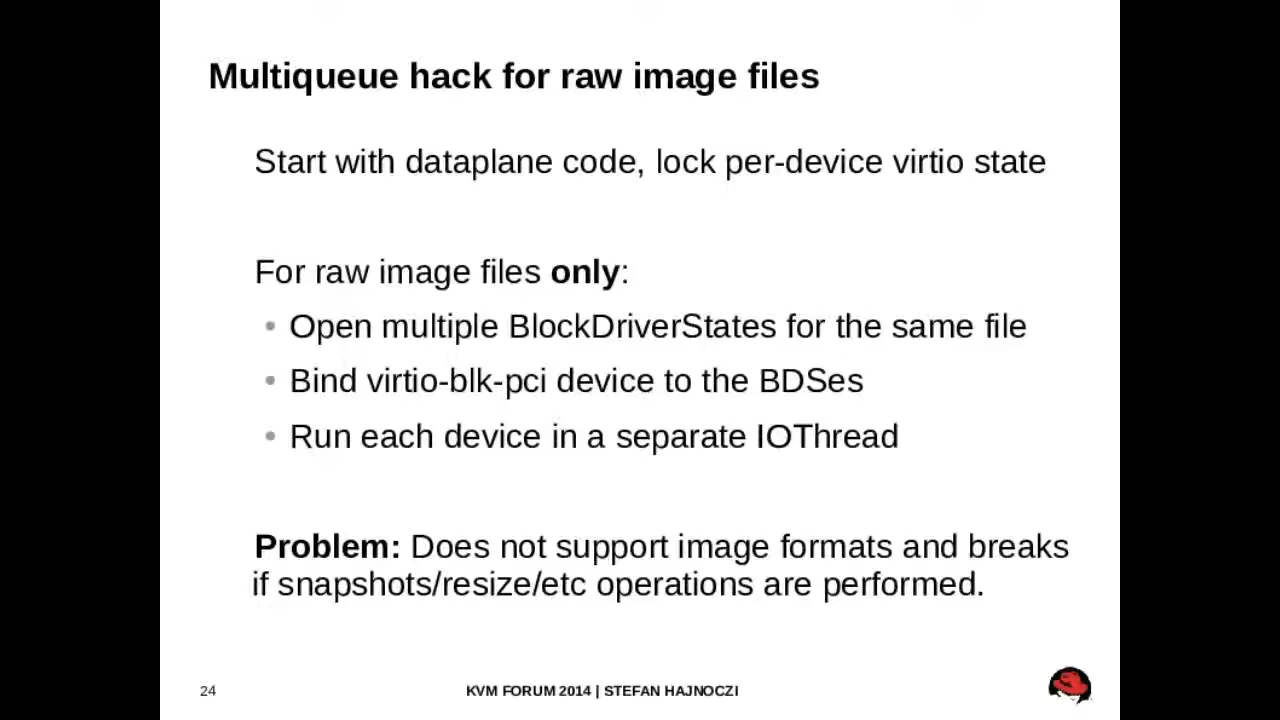 Multiqueue hack for raw image files
Start with dataplane code, lock per-device virtio state
For raw image files only:
• Open multiple BlockDriverStates for the same file
• Bind virtio-blk-pci device to the BDSes
• Run each device in a separate IOThread
Problem: Does not support image formats and breaks
if snapshots/resize/etc operations are performed.
24 KVM FORUM 2014 | STEFAN HAJNOCZI